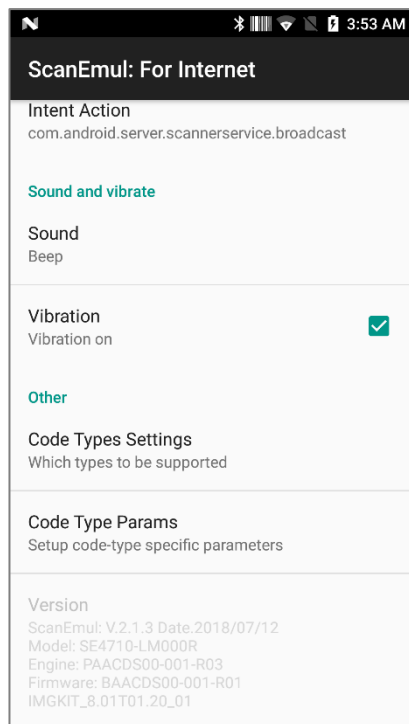 3:53 AM
ScanEmul: For Internet
Intent Action
com.android.server.scannerservice.broadcast
Sound and vibrate
Sound
Beep
Vibration
Vibration on
Other
Code Types Settings
Which types to be supported
Code Type Params
Setup code-type specific parameters
Version
ScanEmul: V.2.1.3 Date.2018/07/12
Model: SE4710-LM000R
Engine: PAACDS00-001-R03
Firmware: BAACDS00-001-R01
IMGKIT_8.01T01.20_01